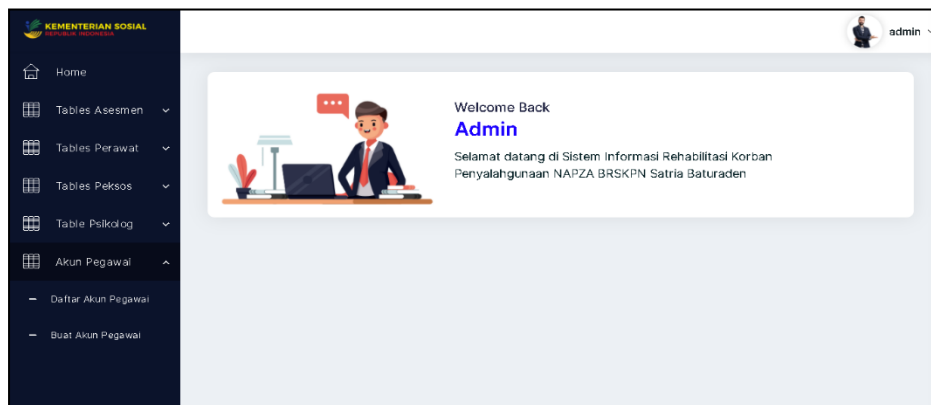 KEMENTERIAN SOSIAL
REPUBLIK INDONESIA
admin
Home
Tables Asesmen
Tables Perawat
Tables Peksos
Table Psikolog
Akun Pegawai
Daftar Akun Pegawai
Buat Akun Pegawai
Welcome Back
Admin
Selamat datang di Sistem Informasi Rehabilitasi Korban
Penyalahgunaan NAPZA BRSKPN Satria Baturaden